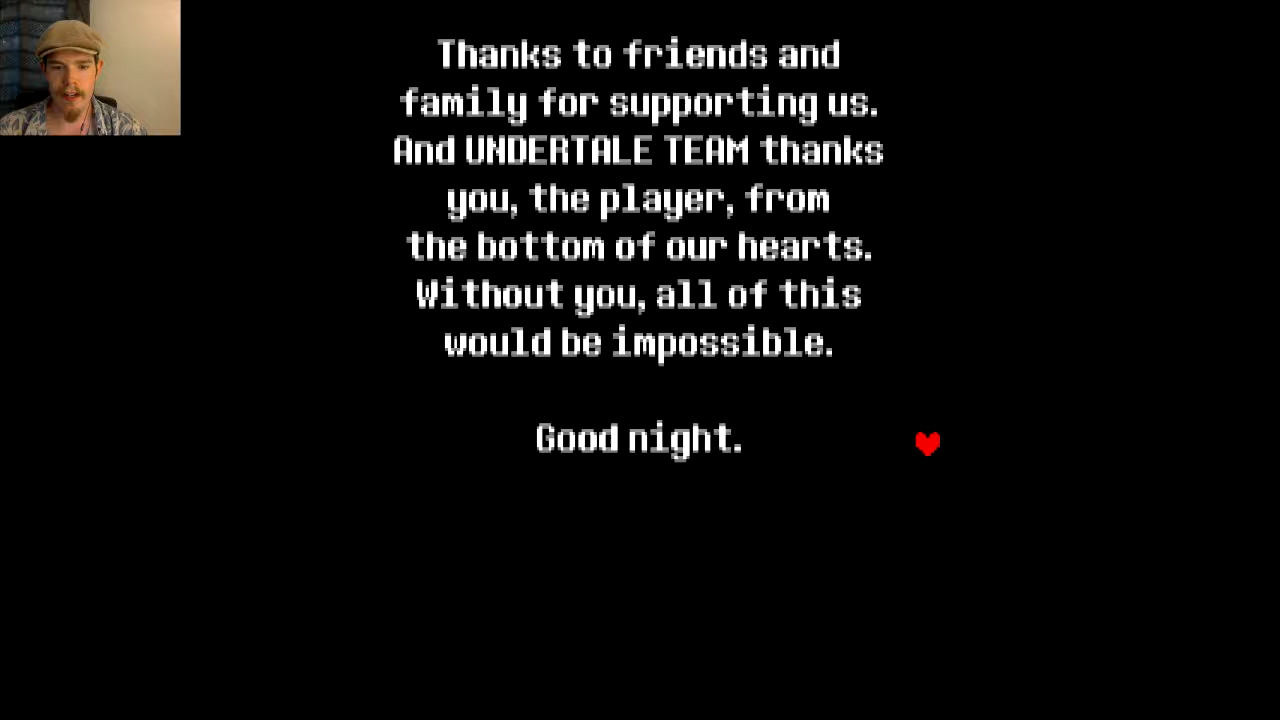 Thanks to friends and
family for supporting us.
And UNDERTALE TEAM thanks
you, the player, from
the bottom of our hearts.
Without you, all of this
would be impossible.
Good night.